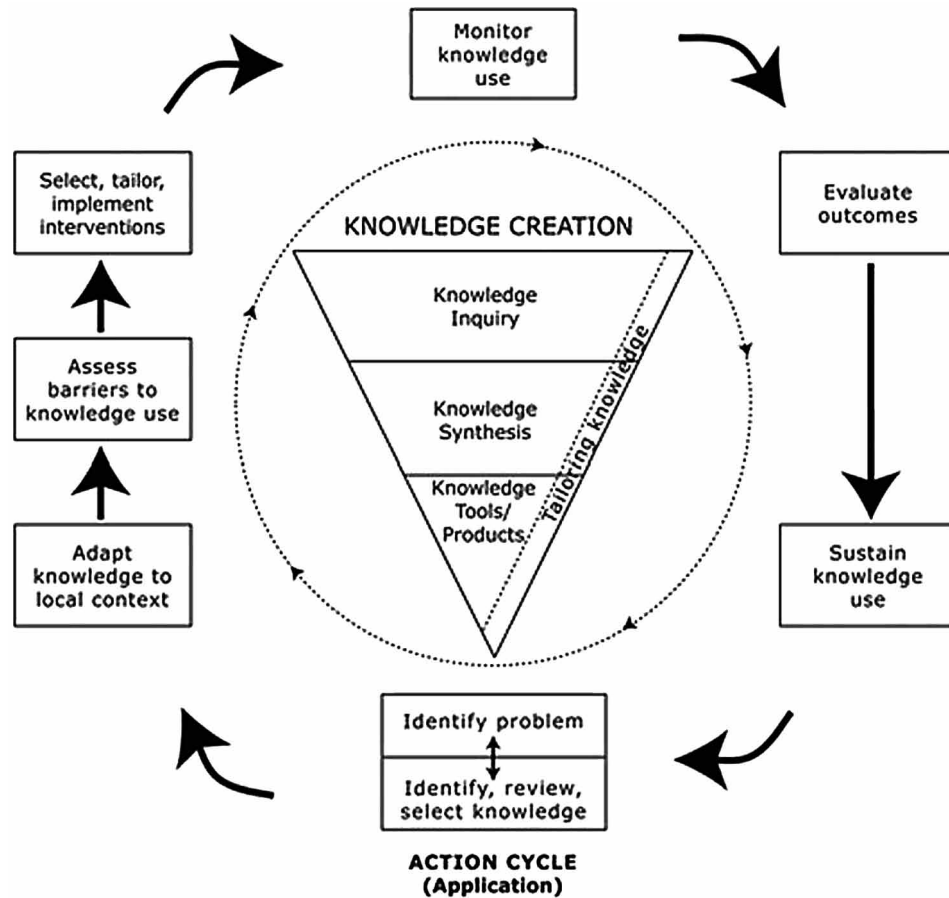 Monitor
knowledge
use
Select, tailor,
implement
interventions
Evaluate
outcomes
KNOWLEDGE CREATION
Knowledge
Inquiry
Assess
barriers to
knowledge use
Knowledge
Synthesis
Tailoring knowledge
Knowledge
Tools/
Products
Adapt
knowledge to
local context
Sustain
knowledge
use
Identify problem
Identify, review,
select knowledge
ACTION CYCLE
(Application)